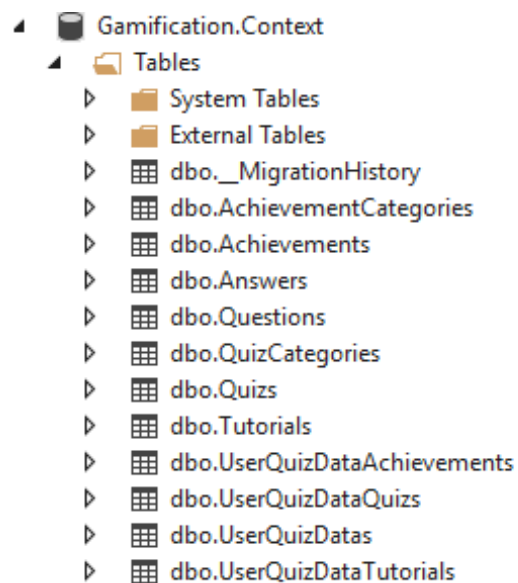 Gamification.Context
Tables
System Tables
External Tables
dbo.__MigrationHistory
dbo.AchievementCategories
dbo.Achievements
dbo.Answers
dbo.Questions
dbo.QuizCategories
dbo.Quizs
dbo.Tutorials
dbo.UserQuizDataAchievements
dbo.UserQuizDataQuizs
dbo.UserQuizDatas
dbo.UserQuizDataTutorials